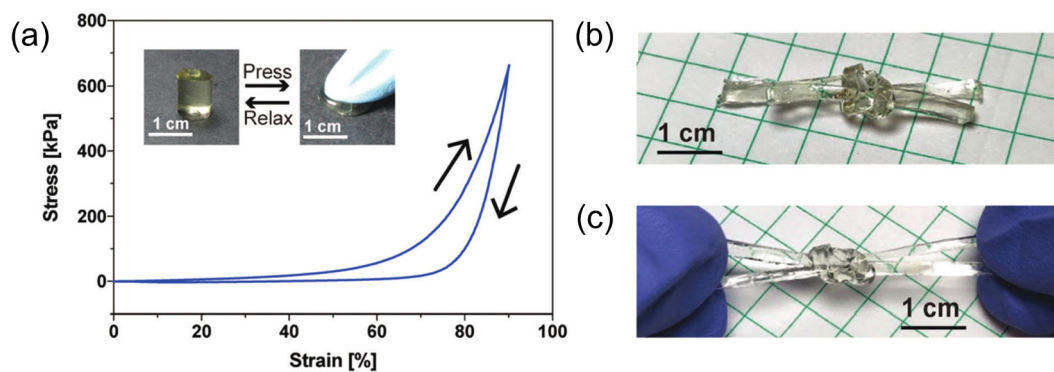 (a)
800
600
400
200
0
Stress [kPa]
0 20 40 60 80 100
Strain [%]
Press
Relax
1 cm
1 cm
(b)
1 cm
(c)
1 cm